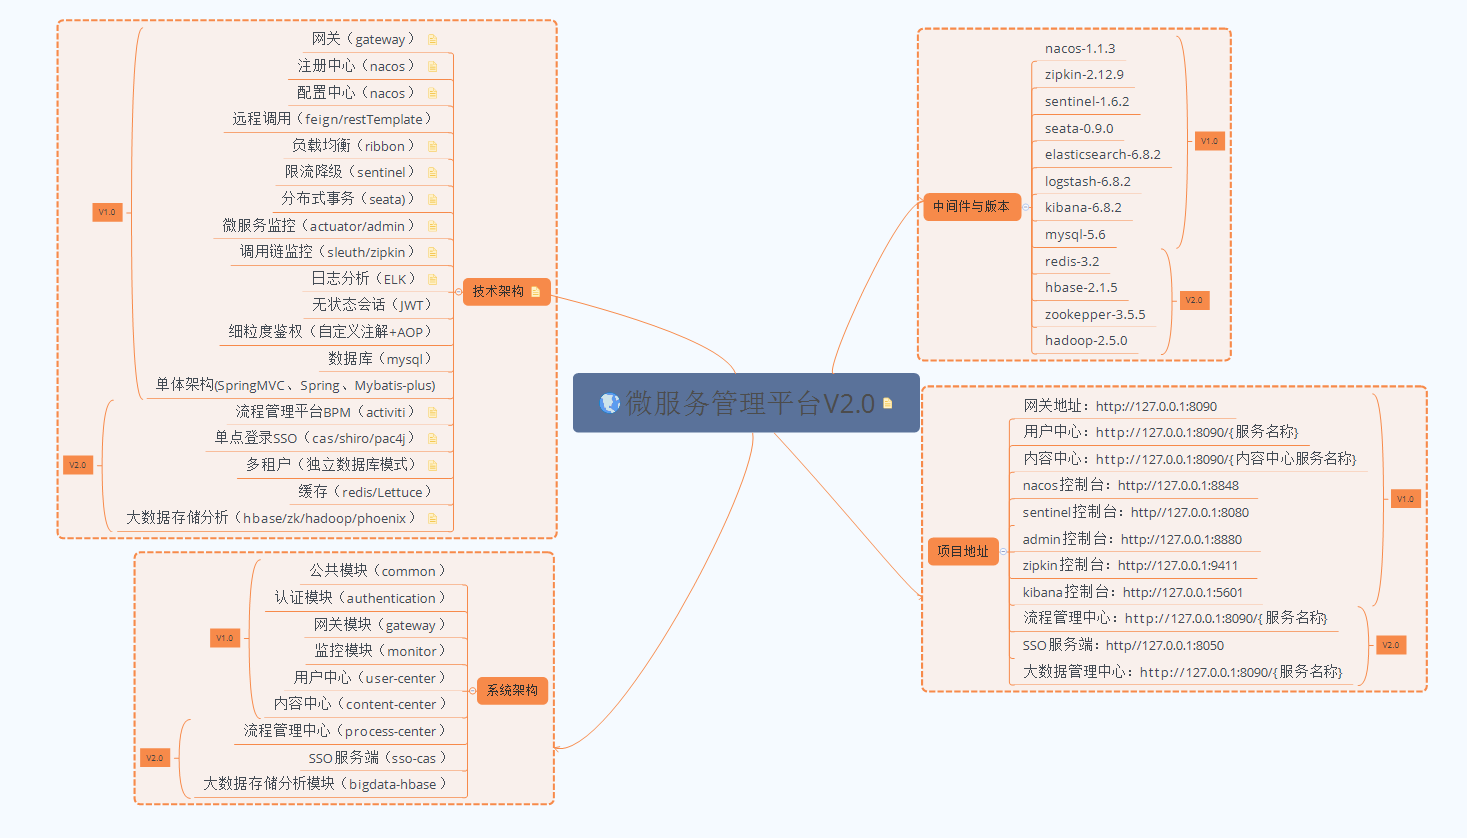 微服务管理平台V2.0
技术架构
V1.0
网关（gateway）
注册中心（nacos）
配置中心（nacos）
远程调用（feign/restTemplate）
负载均衡（ribbon）
限流降级（sentinel）
分布式事务（seata)
微服务监控（actuator/admin）
调用链监控（sleuth/zipkin）
日志分析（ELK）
无状态会话（JWT）
细粒度鉴权（自定义注解+AOP）
数据库（mysql）
单体架构(SpringMVC、Spring、Mybatis-plus)
V2.0
流程管理平台BPM（activiti）
单点登录SSO（cas/shiro/pac4j）
多租户（独立数据库模式）
缓存（redis/Lettuce）
大数据存储分析（hbase/zk/hadoop/phoenix）
系统架构
V1.0
公共模块（common）
认证模块（authentication）
网关模块（gateway）
监控模块（monitor）
用户中心（user-center）
内容中心（content-center）
V2.0
流程管理中心（process-center）
SSO服务端（sso-cas）
大数据存储分析模块（bigdata-hbase）
中间件与版本
nacos-1.1.3
zipkin-2.12.9
sentinel-1.6.2
seata-0.9.0
elasticsearch-6.8.2
logstash-6.8.2
kibana-6.8.2
mysql-5.6
V1.0
redis-3.2
hbase-2.1.5
zookepper-3.5.5
hadoop-2.5.0
V2.0
项目地址
网关地址：http://127.0.0.1:8090
用户中心：http://127.0.0.1:8090/{服务名称}
内容中心：http://127.0.0.1:8090/{内容中心服务名称}
nacos控制台：http://127.0.0.1:8848
sentinel控制台：http//127.0.0.1:8080
admin控制台：http://127.0.0.1:8880
zipkin控制台：http//127.0.0.1:9411
kibana控制台：http//127.0.0.1:5601
V1.0
流程管理中心：http://127.0.0.1:8090/{服务名称}
SSO服务端：http//127.0.0.1:8050
大数据管理中心：http://127.0.0.1:8090/{服务名称}
V2.0